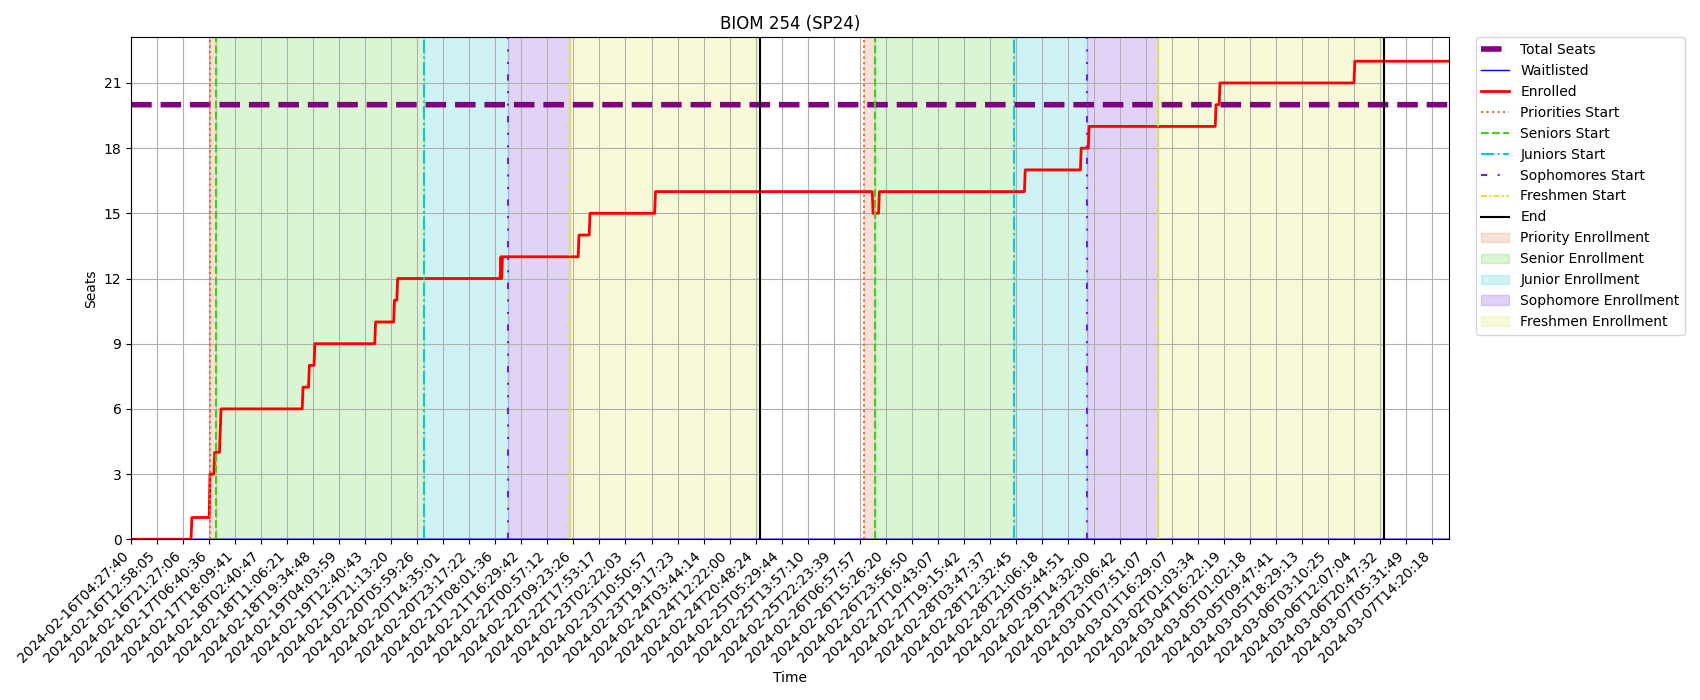 BIOM 254 (SP24)
Seats
21
18
15
12
9
6
3
0
2024-02-16T04:27:40
2024-02-16T12:58:05
2024-02-16T21:27:06
2024-02-17T06:40:36
2024-02-17T18:09:41
2024-02-18T02:40:47
2024-02-18T11:06:21
2024-02-18T19:34:48
2024-02-19T04:03:59
2024-02-19T12:40:43
2024-02-19T21:13:20
2024-02-20T05:59:26
2024-02-20T14:35:01
2024-02-20T23:17:22
2024-02-21T08:01:36
2024-02-21T16:29:42
2024-02-22T00:57:12
2024-02-22T09:23:26
2024-02-22T17:53:17
2024-02-23T02:22:03
2024-02-23T10:50:57
2024-02-23T19:17:23
2024-02-24T03:44:14
2024-02-24T12:22:00
2024-02-24T20:48:24
2024-02-25T05:29:44
2024-02-25T13:57:10
2024-02-25T22:23:39
2024-02-26T06:57:57
2024-02-26T15:26:20
2024-02-26T23:56:50
2024-02-27T10:43:07
2024-02-27T19:15:42
2024-02-28T03:47:37
2024-02-28T12:32:45
2024-02-28T21:06:18
2024-02-29T05:44:51
2024-02-29T14:32:00
2024-02-29T23:06:42
2024-03-01T07:51:07
2024-03-01T16:29:07
2024-03-02T01:03:34
2024-03-04T16:22:19
2024-03-05T01:02:18
2024-03-05T09:47:41
2024-03-05T18:29:13
2024-03-06T03:10:25
2024-03-06T12:07:04
2024-03-06T20:47:32
2024-03-07T05:31:49
2024-03-07T14:20:18
Time
Total Seats
Waitlisted
Enrolled
Priorities Start
Seniors Start
Juniors Start
Sophomores Start
Freshmen Start
End
Priority Enrollment
Senior Enrollment
Junior Enrollment
Sophomore Enrollment
Freshmen Enrollment